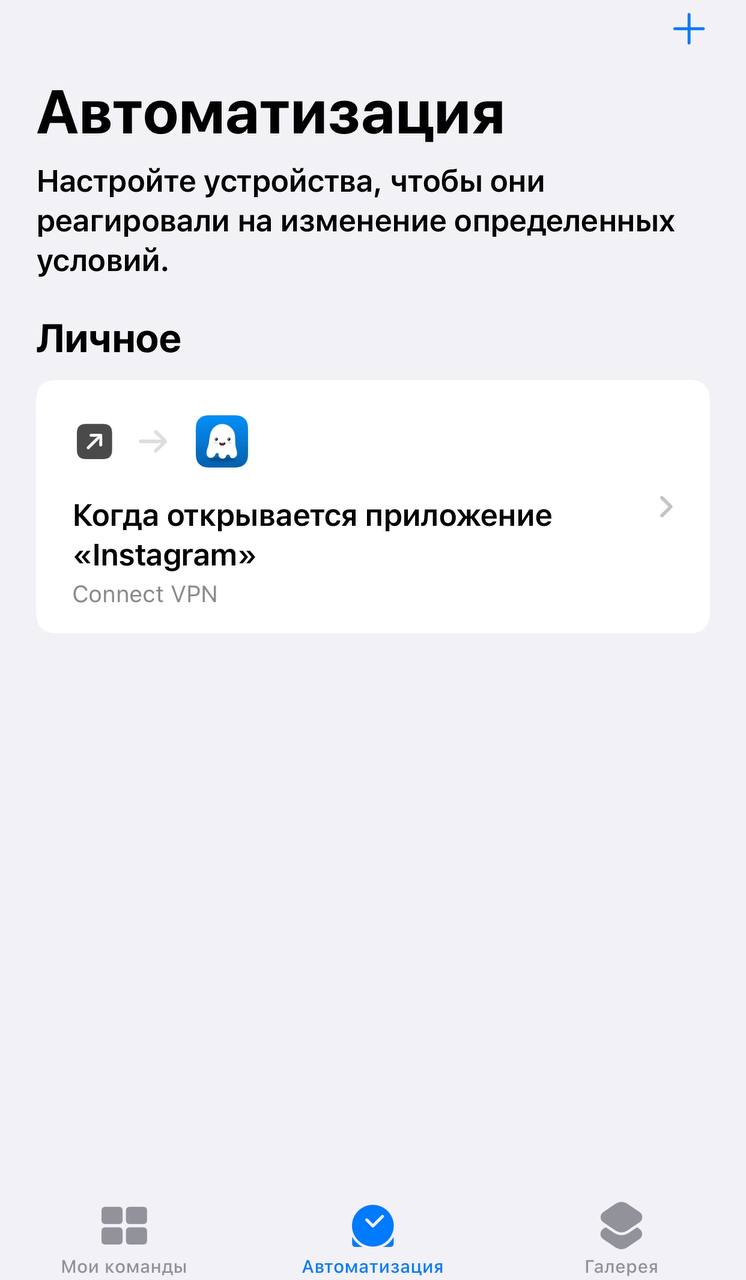 Автоматизация
Настройте устройства, чтобы они
реагировали на изменение определенных
условий.
Личное
Когда открывается приложение
«Instagram»
Connect VPN
Мои команды
Автоматизация
Галерея